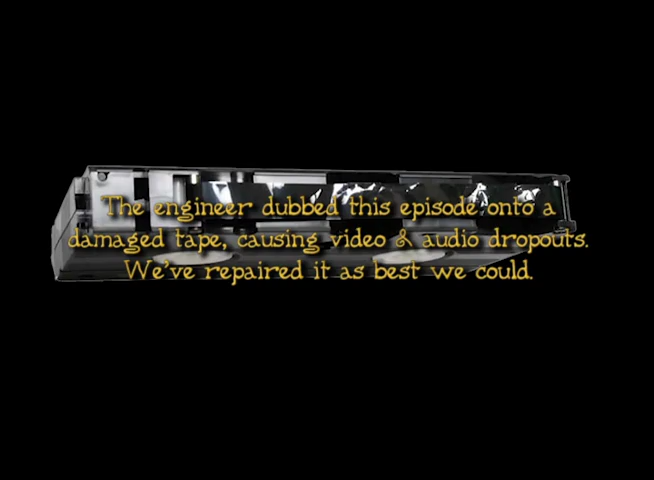 The engineer dubbed this episode onto a
damaged tape, causing video & audio dropouts.
We've repaired it as best we could.